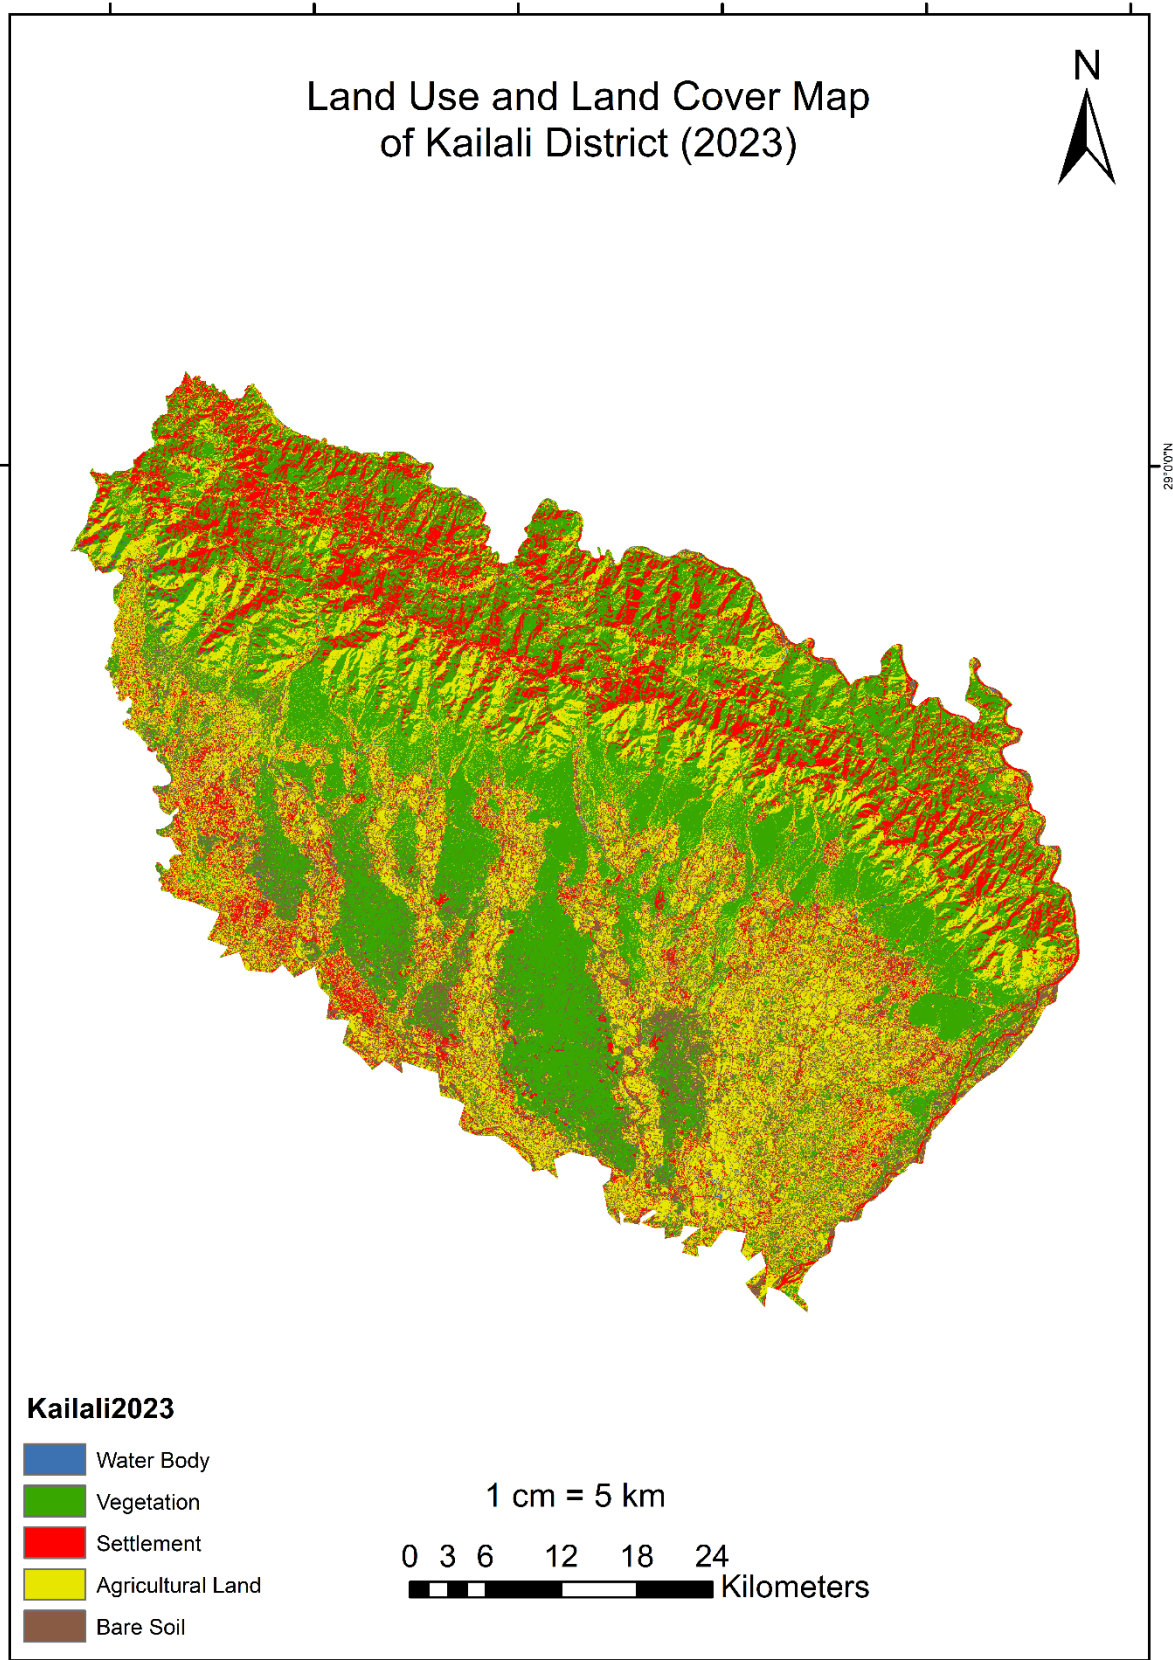 Land Use and Land Cover Map
of Kailali District (2023)
N
29°0'0"N
Kailali2023
Water Body
Vegetation
Settlement
Agricultural Land
Bare Soil
1 cm = 5 km
0 3 6 12 18 24
Kilometers